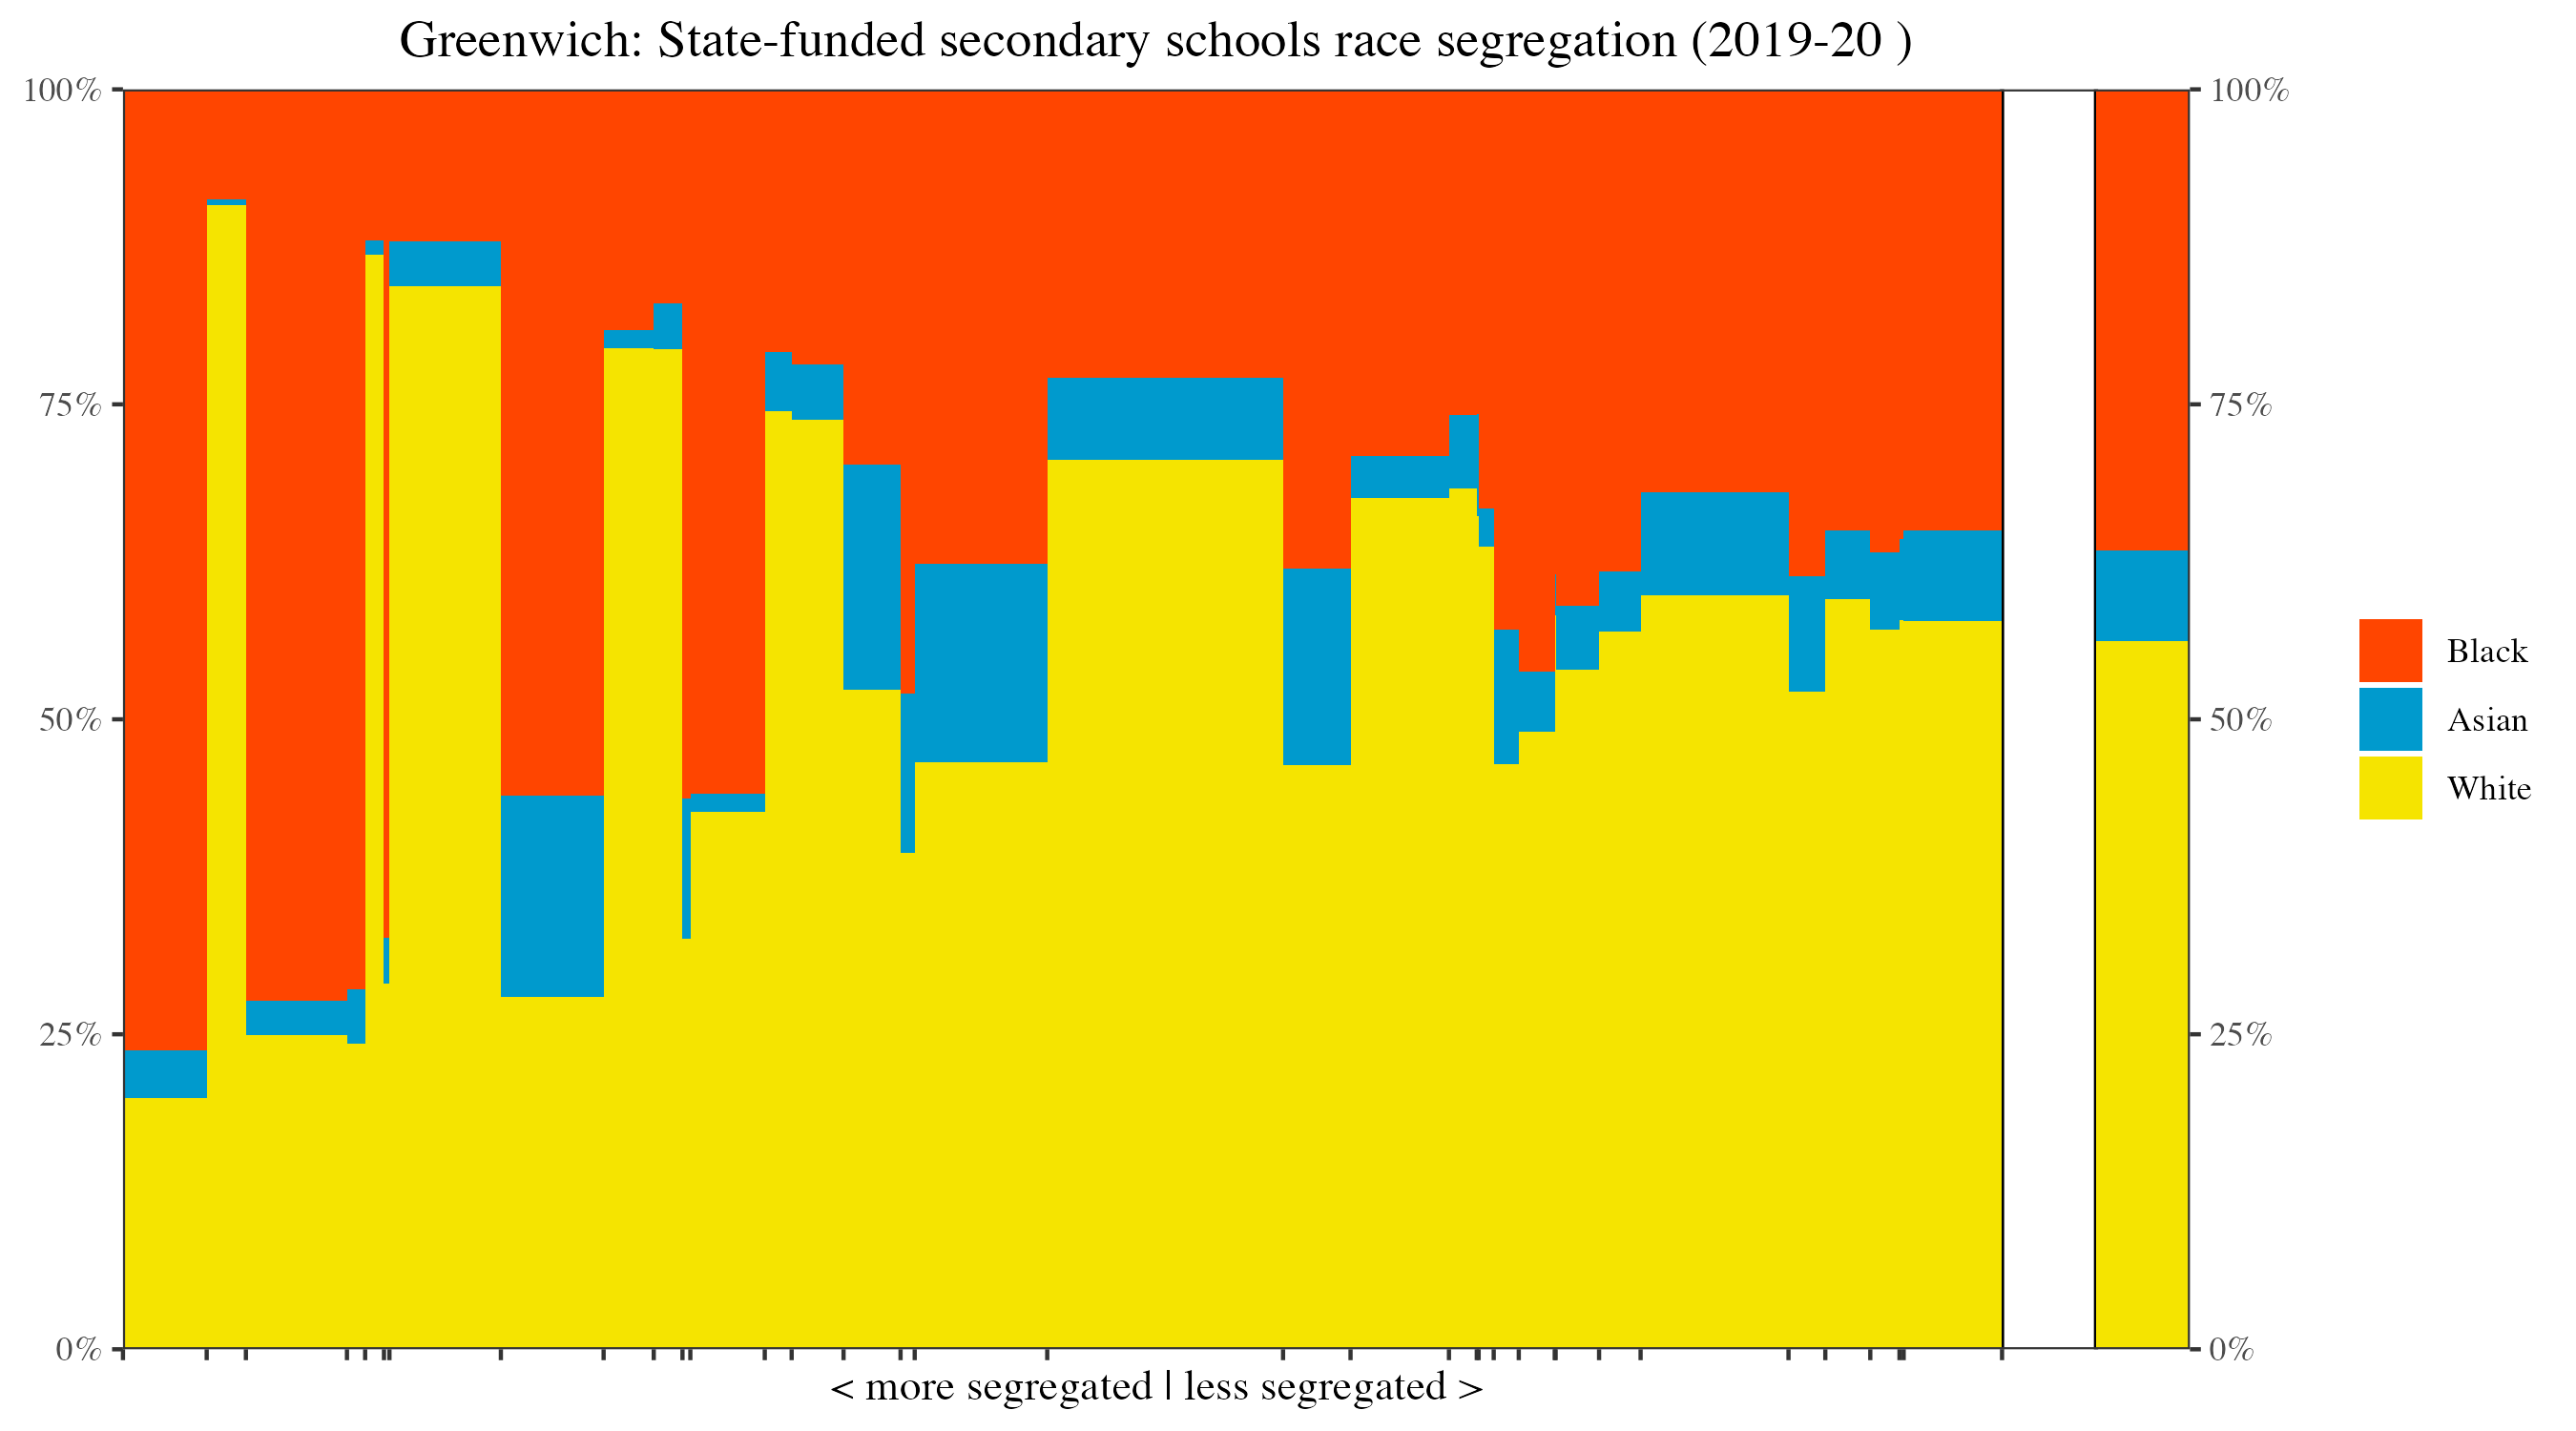 Greenwich: State-funded secondary schools race segregation (2019-20 )
100%
75%
50%
25%
0%
100%
75%
50%
25%
0%
Black
Asian
White
< more segregated | less segregated >